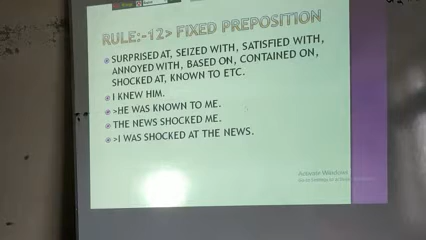 RULE:-12> FIXED PREPOSITION
SURPRISED AT, SEIZED WITH, SATISFIED WITH,
ANNOYED WITH, BASED ON, CONTAINED ON,
SHOCKED AT, KNOWN TO ETC.
I KNEW HIM.
>HE WAS KNOWN TO ME.
THE NEWS SHOCKED ME.
>I WAS SHOCKED AT THE NEWS.
Activate Windows